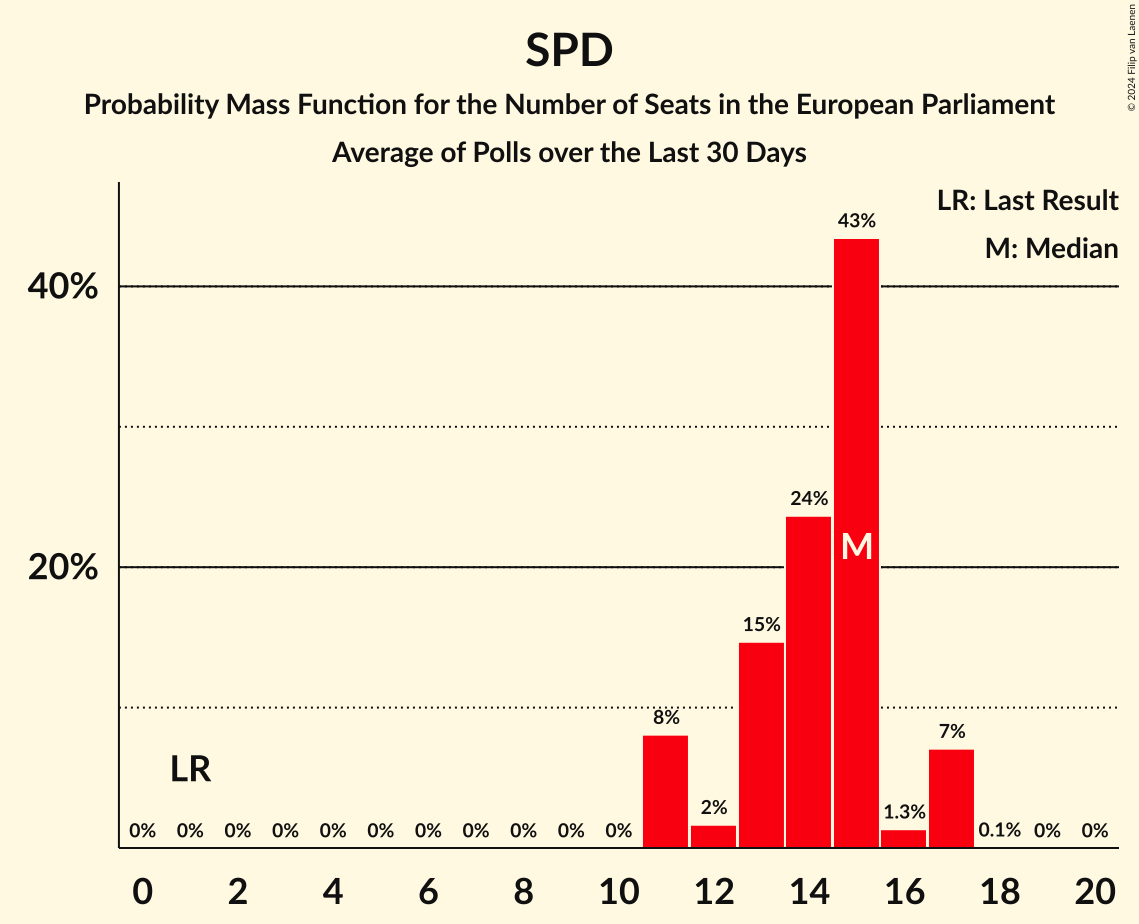 SPD
Probability Mass Function for the Number of Seats in the European Parliament
Average of Polls over the Last 30 Days
© 2024 Filip van Laenen
LR: Last Result
M: Median
43%
40%
24%
M
20%
15%
8%
7%
LR
2%
1.3%
0% 0% 0% 0% 0% 0% 0% 0% 0% 0% 0% 0.1% 0% 0%
0 2 4 6 8 10 12 14 16 18 20